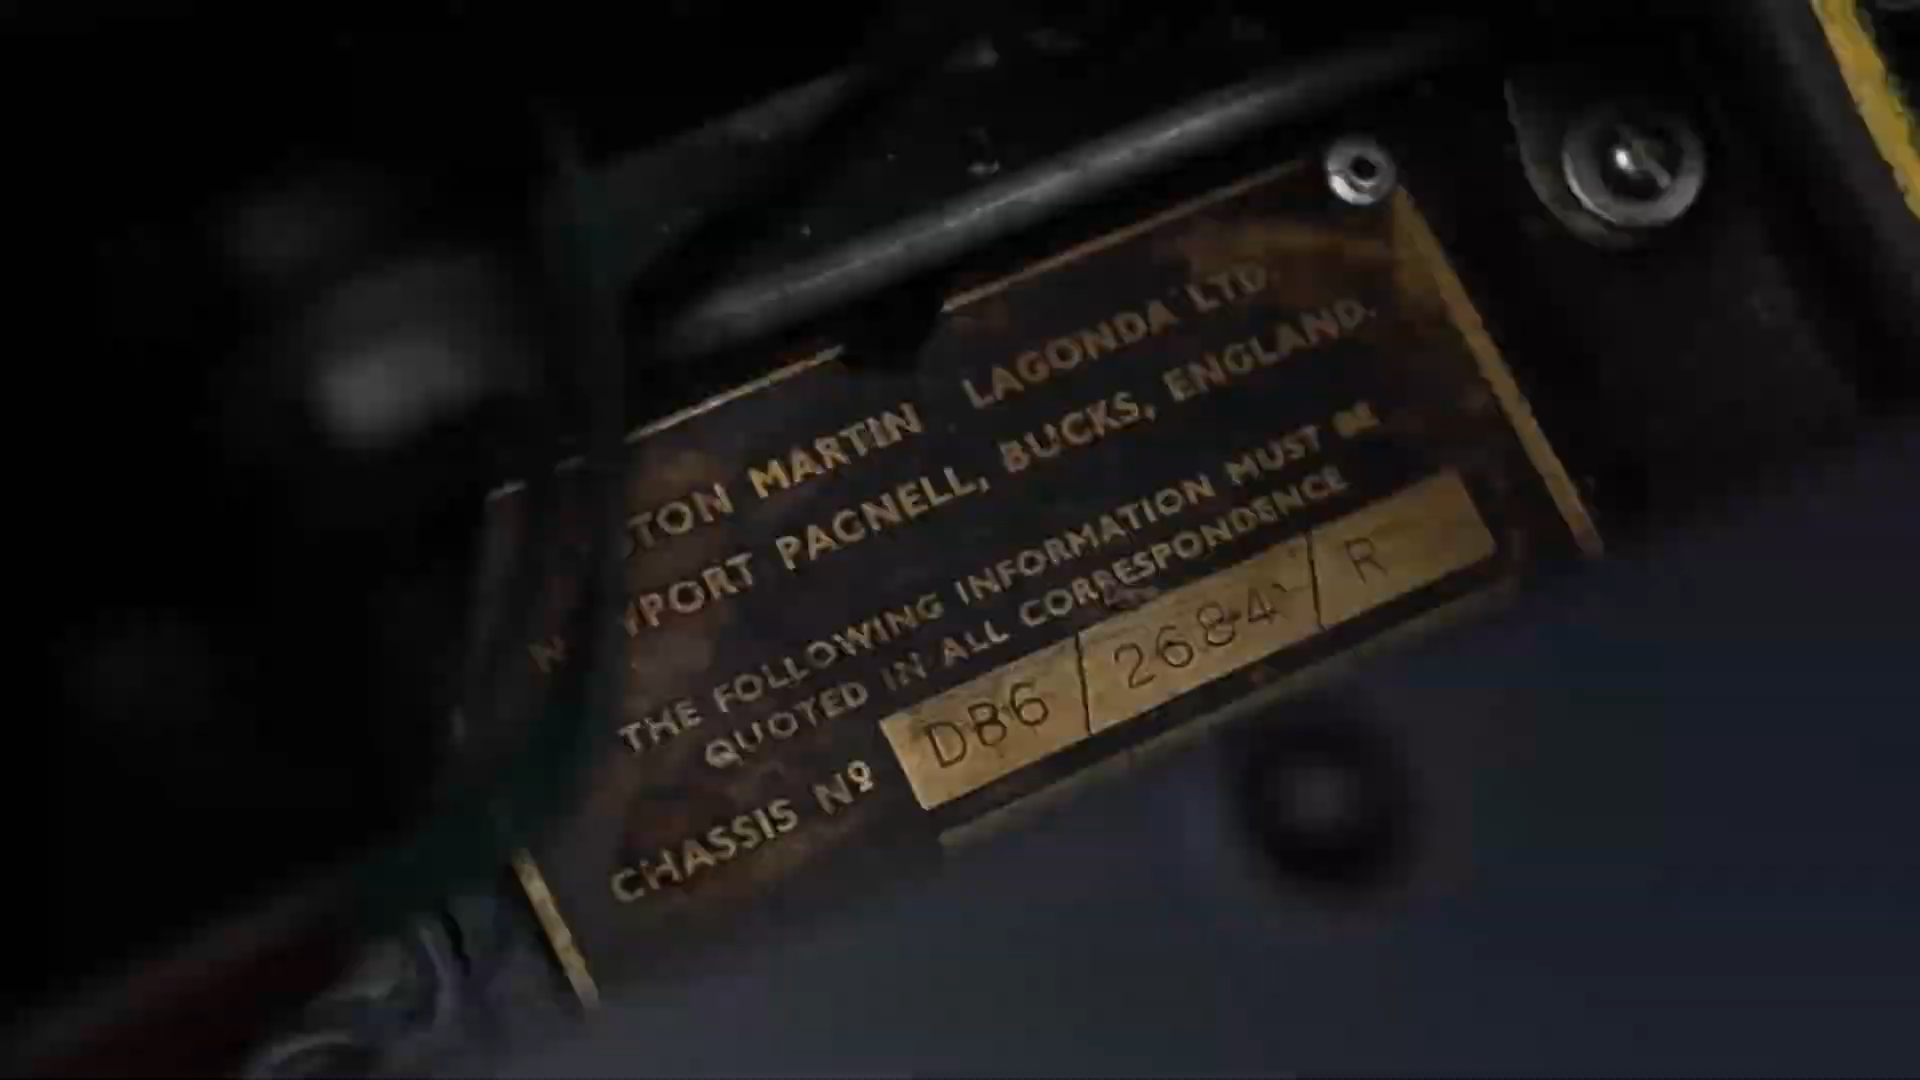 TON MARTIN LAGONDA LTD.
PORT PAGNELL, BUCKS, ENGLAND.
THE FOLLOWING INFORMATION MUST BE
QUOTED IN ALL CORRESPONDENCE
CHASSIS Nº DB6/2684/R